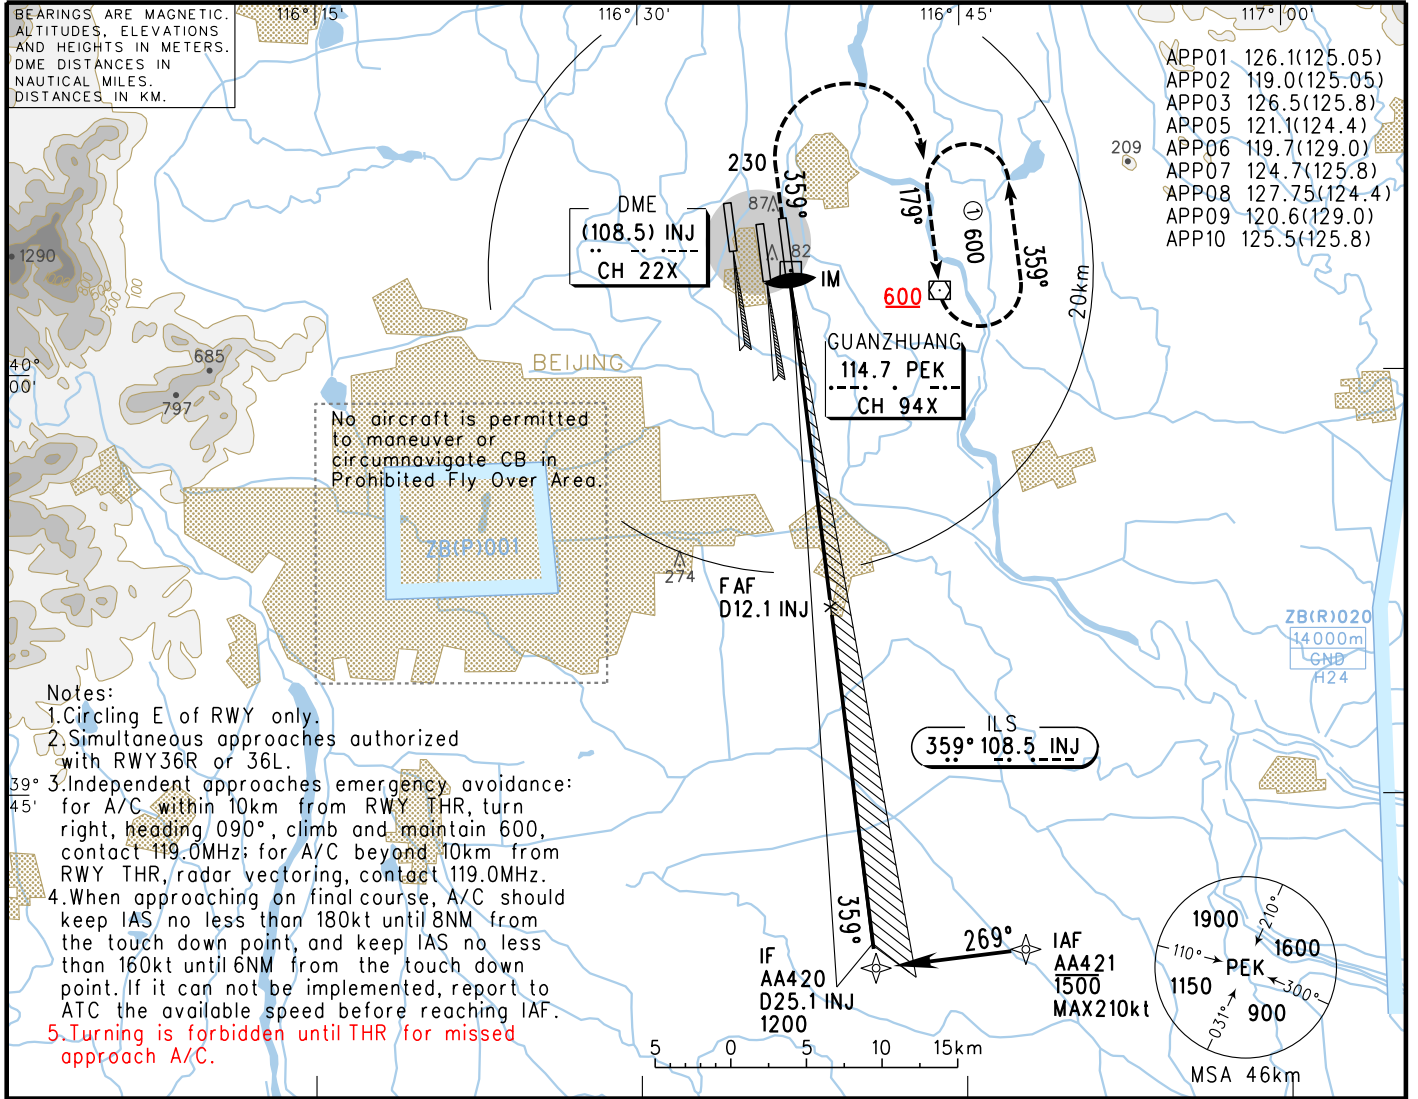 BEARINGS ARE MAGNETIC.
ALTITUDES, ELEVATIONS
AND HEIGHTS IN METERS.
DME DISTANCES IN
NAUTICAL MILES.
DISTANCES IN KM.
116°15'
116°30'
116°45'
117°00'
APP01 126.1(125.05)
APP02 119.0(125.05)
APP03 126.5(125.8)
APP05 121.1(124.4)
APP06 119.7(129.0)
APP07 124.7(125.8)
APP08 127.75(124.4)
APP09 120.6(129.0)
APP10 125.5(125.8)
209
230
359°
179°
① 600
359°
20km
87
82
DME
(108.5) INJ
CH 22X
IM
600
GUANZHUANG
114.7 PEK
CH 94X
1290
100
685
797
40°
00'
BEIJING
No aircraft is permitted
to maneuver or
circumnavigate CB in
Prohibited Fly Over Area.
ZB(P)001
274
FAF
D12.1 INJ
ZB(R)020
14000m
GND
H24
ILS
359° 108.5 INJ
Notes:
1.Circling E of RWY only.
2.Simultaneous approaches authorized
with RWY36R or 36L.
39°
45'
3.Independent approaches emergency avoidance:
for A/C within 10km from RWY THR, turn
right, heading 090°, climb and maintain 600,
contact 119.0MHz; for A/C beyond 10km from
RWY THR, radar vectoring, contact 119.0MHz.
4.When approaching on final course, A/C should
keep IAS no less than 180kt until 8NM from
the touch down point, and keep IAS no less
than 160kt until 6NM from the touch down
point. If it can not be implemented, report to
ATC the available speed before reaching IAF.
5.Turning is forbidden until THR for missed
approach A/C.
359°
269°
IF
AA420
D25.1 INJ
1200
IAF
AA421
1500
MAX210kt
5 0 5 10 15km
1900
210°
1600
110°
PEK
300°
1150
900
031°
MSA 46km